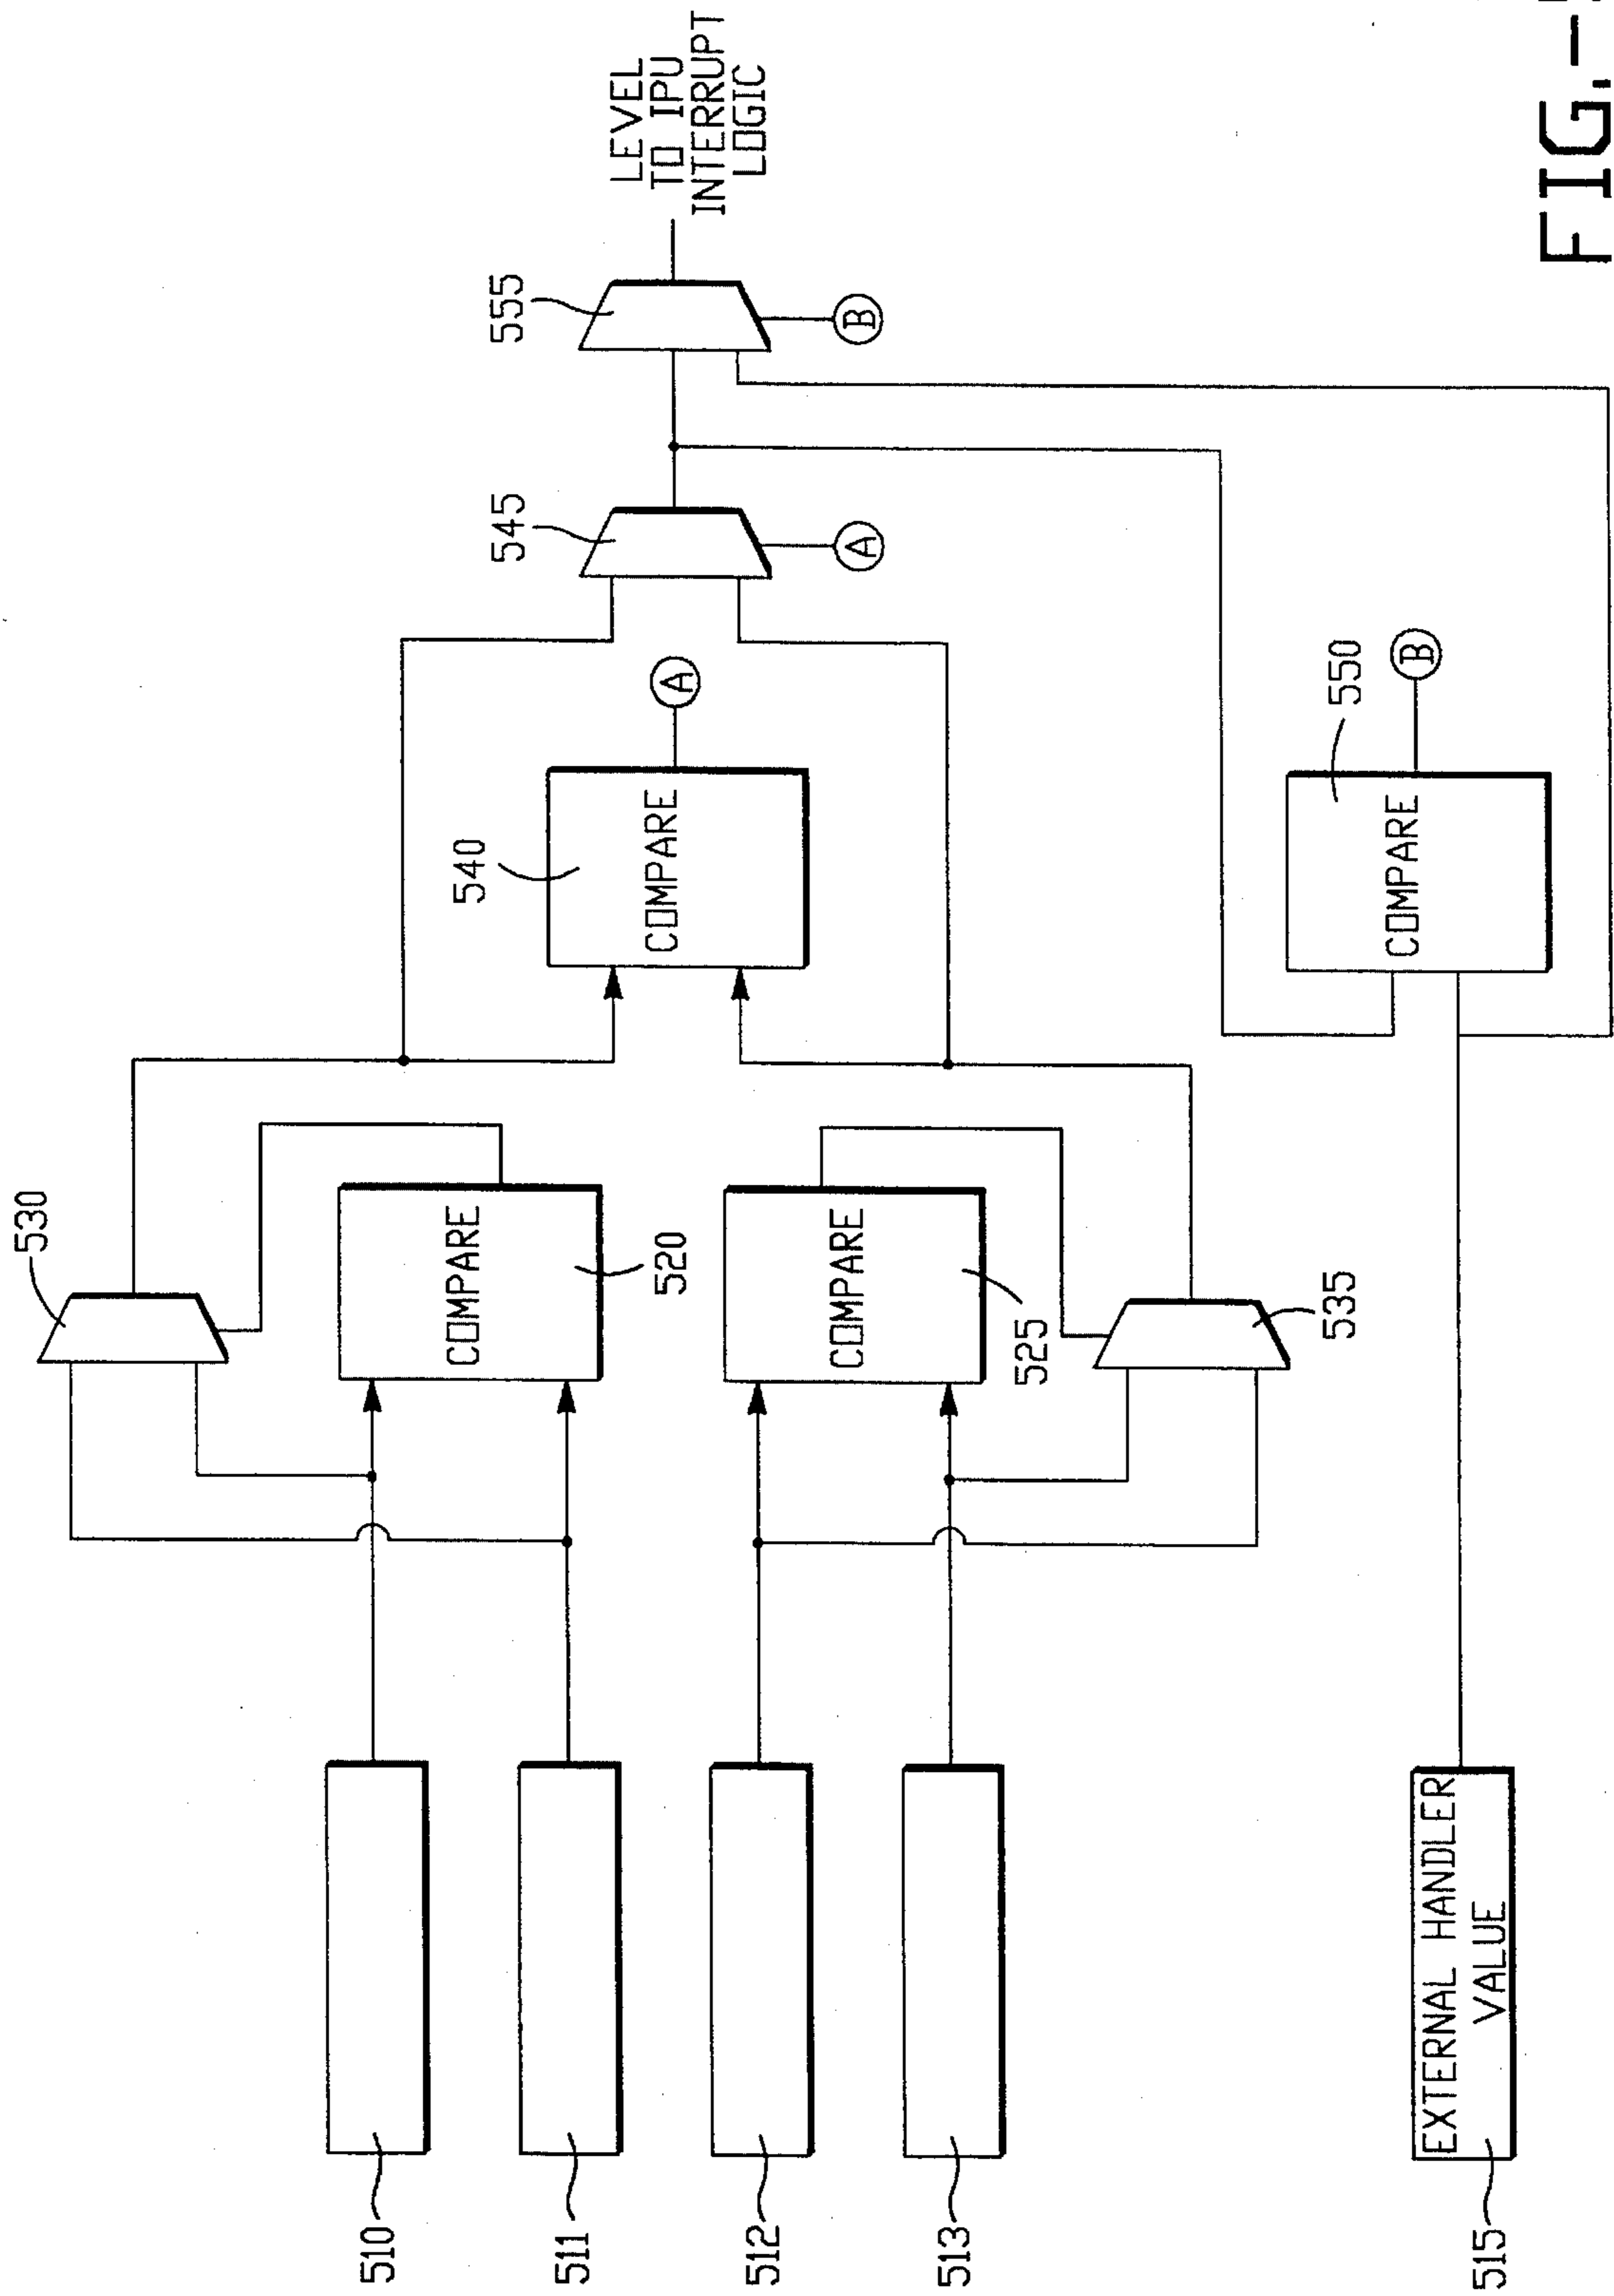 530
510
511
512
513
515
EXTERNAL HANDLER
VALUE
COMPARE
520
COMPARE
525
535
540
COMPARE
A
550
COMPARE
B
545
A
555
B
LEVEL
TO IPU
INTERRUPT
LOGIC
FIG.-